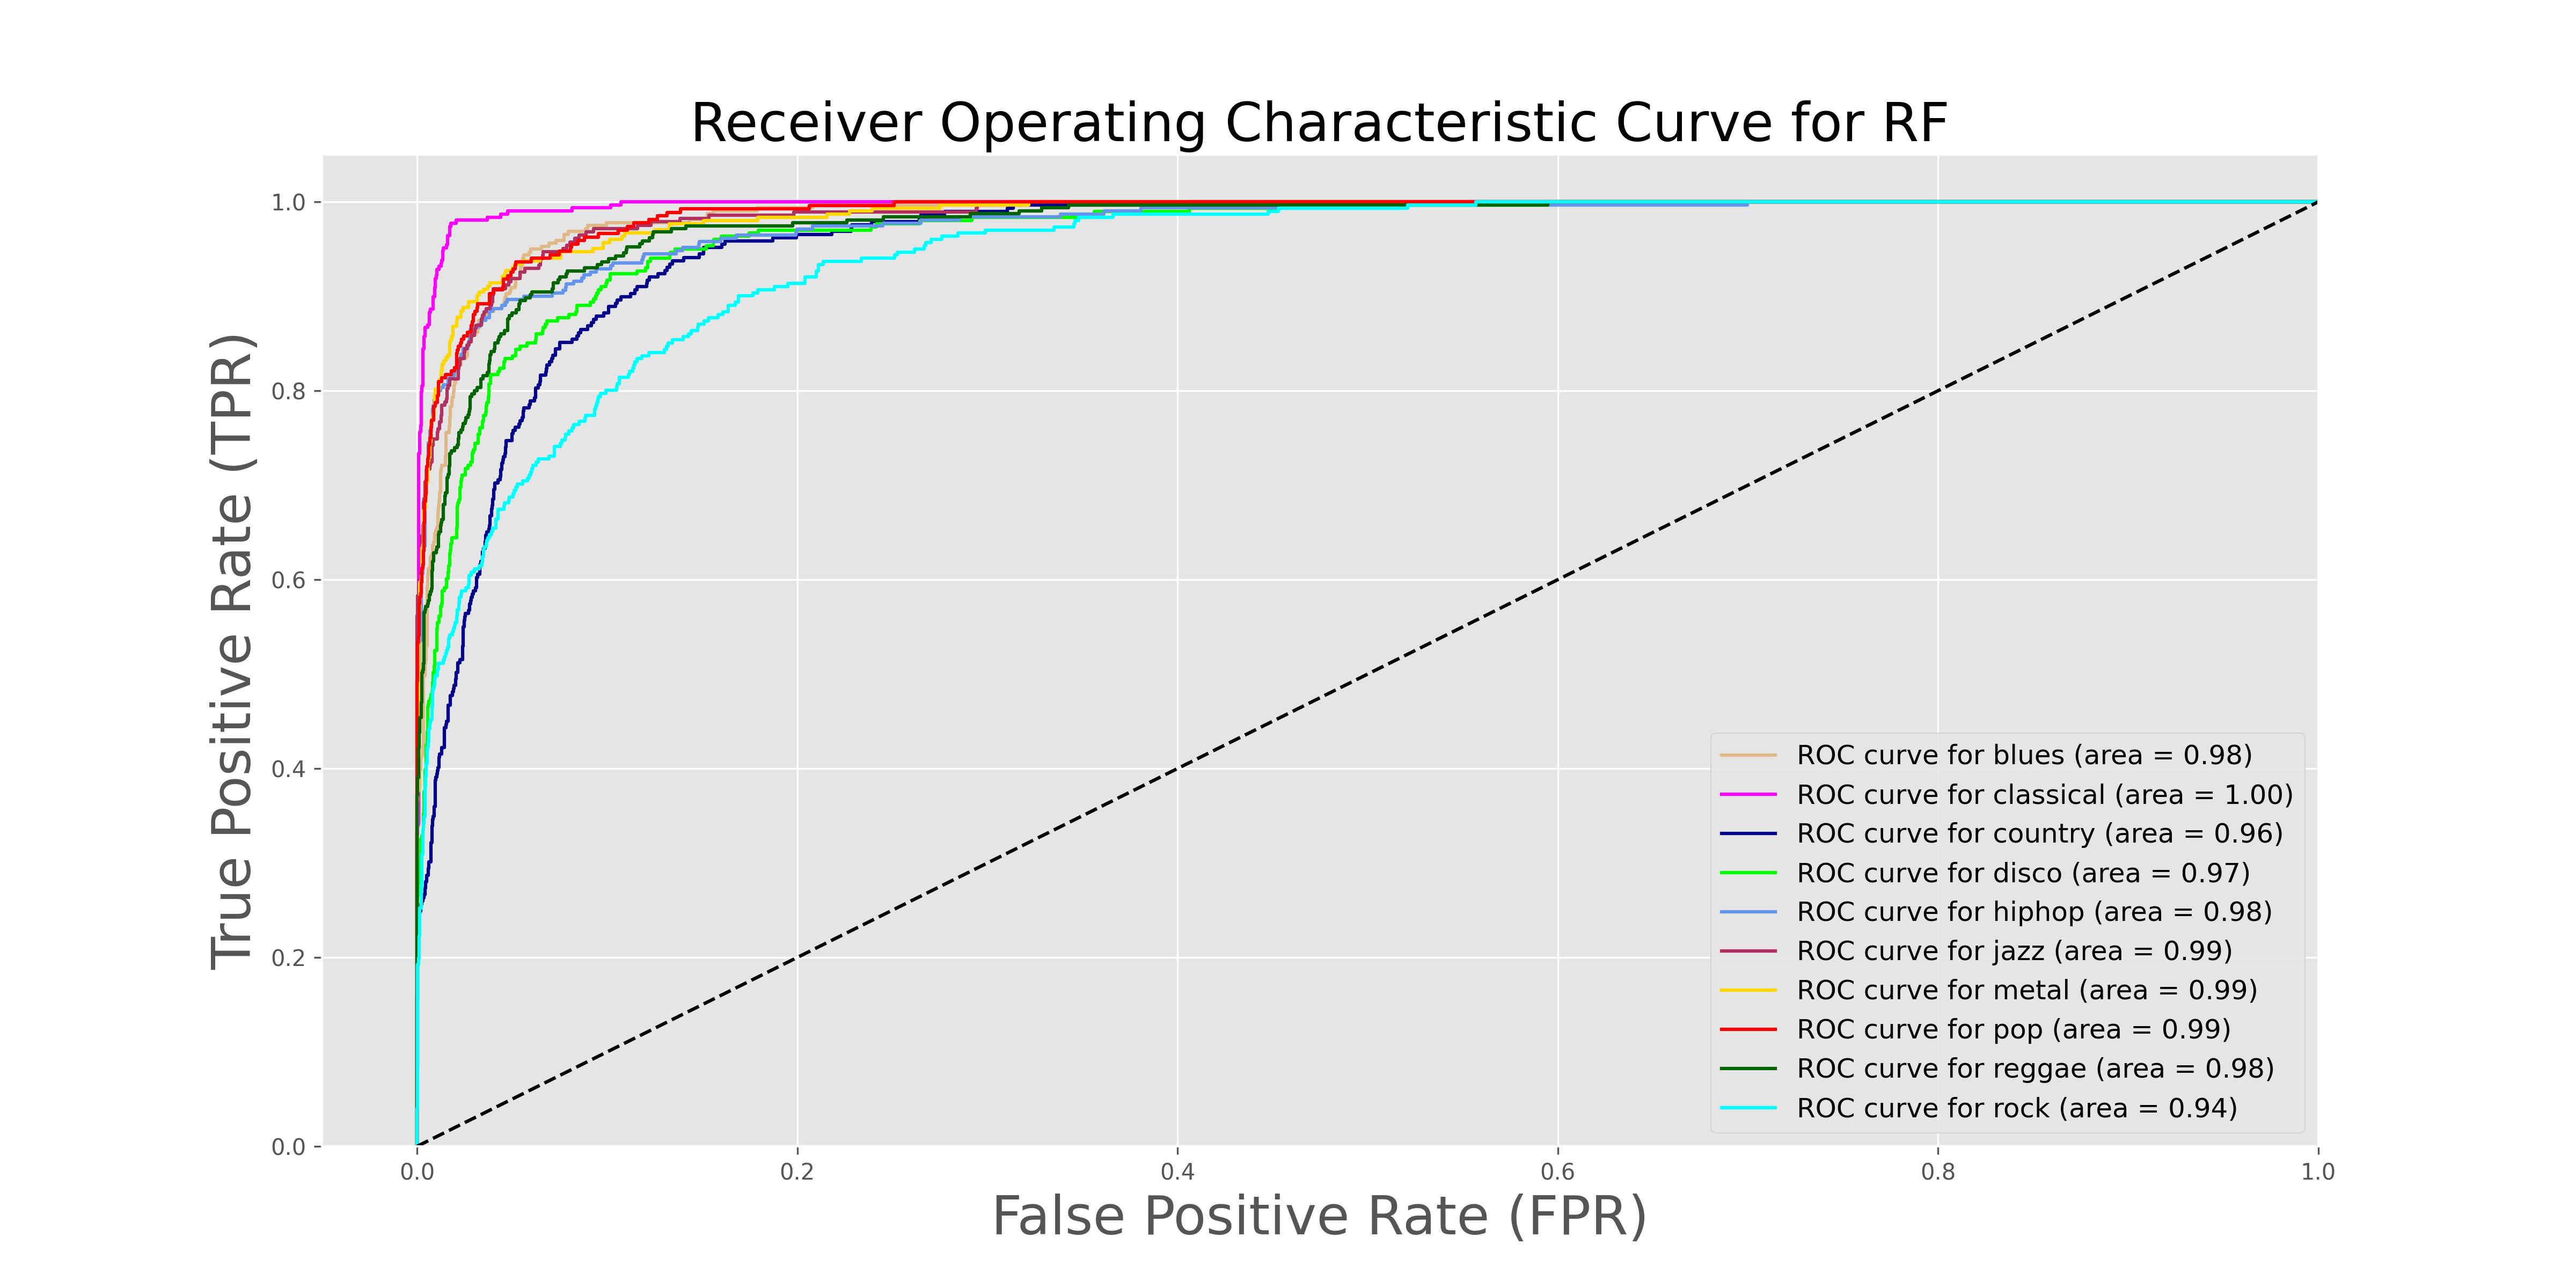 Receiver Operating Characteristic Curve for RF
True Positive Rate (TPR)
1.0
0.8
0.6
0.4
0.2
0.0
ROC curve for blues (area = 0.98)
ROC curve for classical (area = 1.00)
ROC curve for country (area = 0.96)
ROC curve for disco (area = 0.97)
ROC curve for hiphop (area = 0.98)
ROC curve for jazz (area = 0.99)
ROC curve for metal (area = 0.99)
ROC curve for pop (area = 0.99)
ROC curve for reggae (area = 0.98)
ROC curve for rock (area = 0.94)
0.0 0.2 0.4 0.6 0.8 1.0
False Positive Rate (FPR)